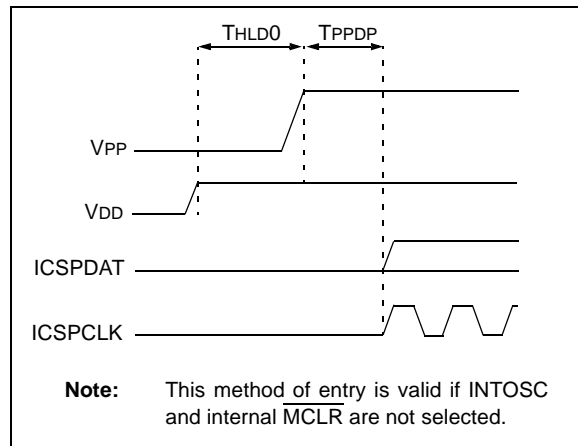 THLD0 TPPDP
VPP
VDD
ICSPDAT
ICSPCLK
Note: This method of entry is valid if INTOSC
and internal MCLR are not selected.